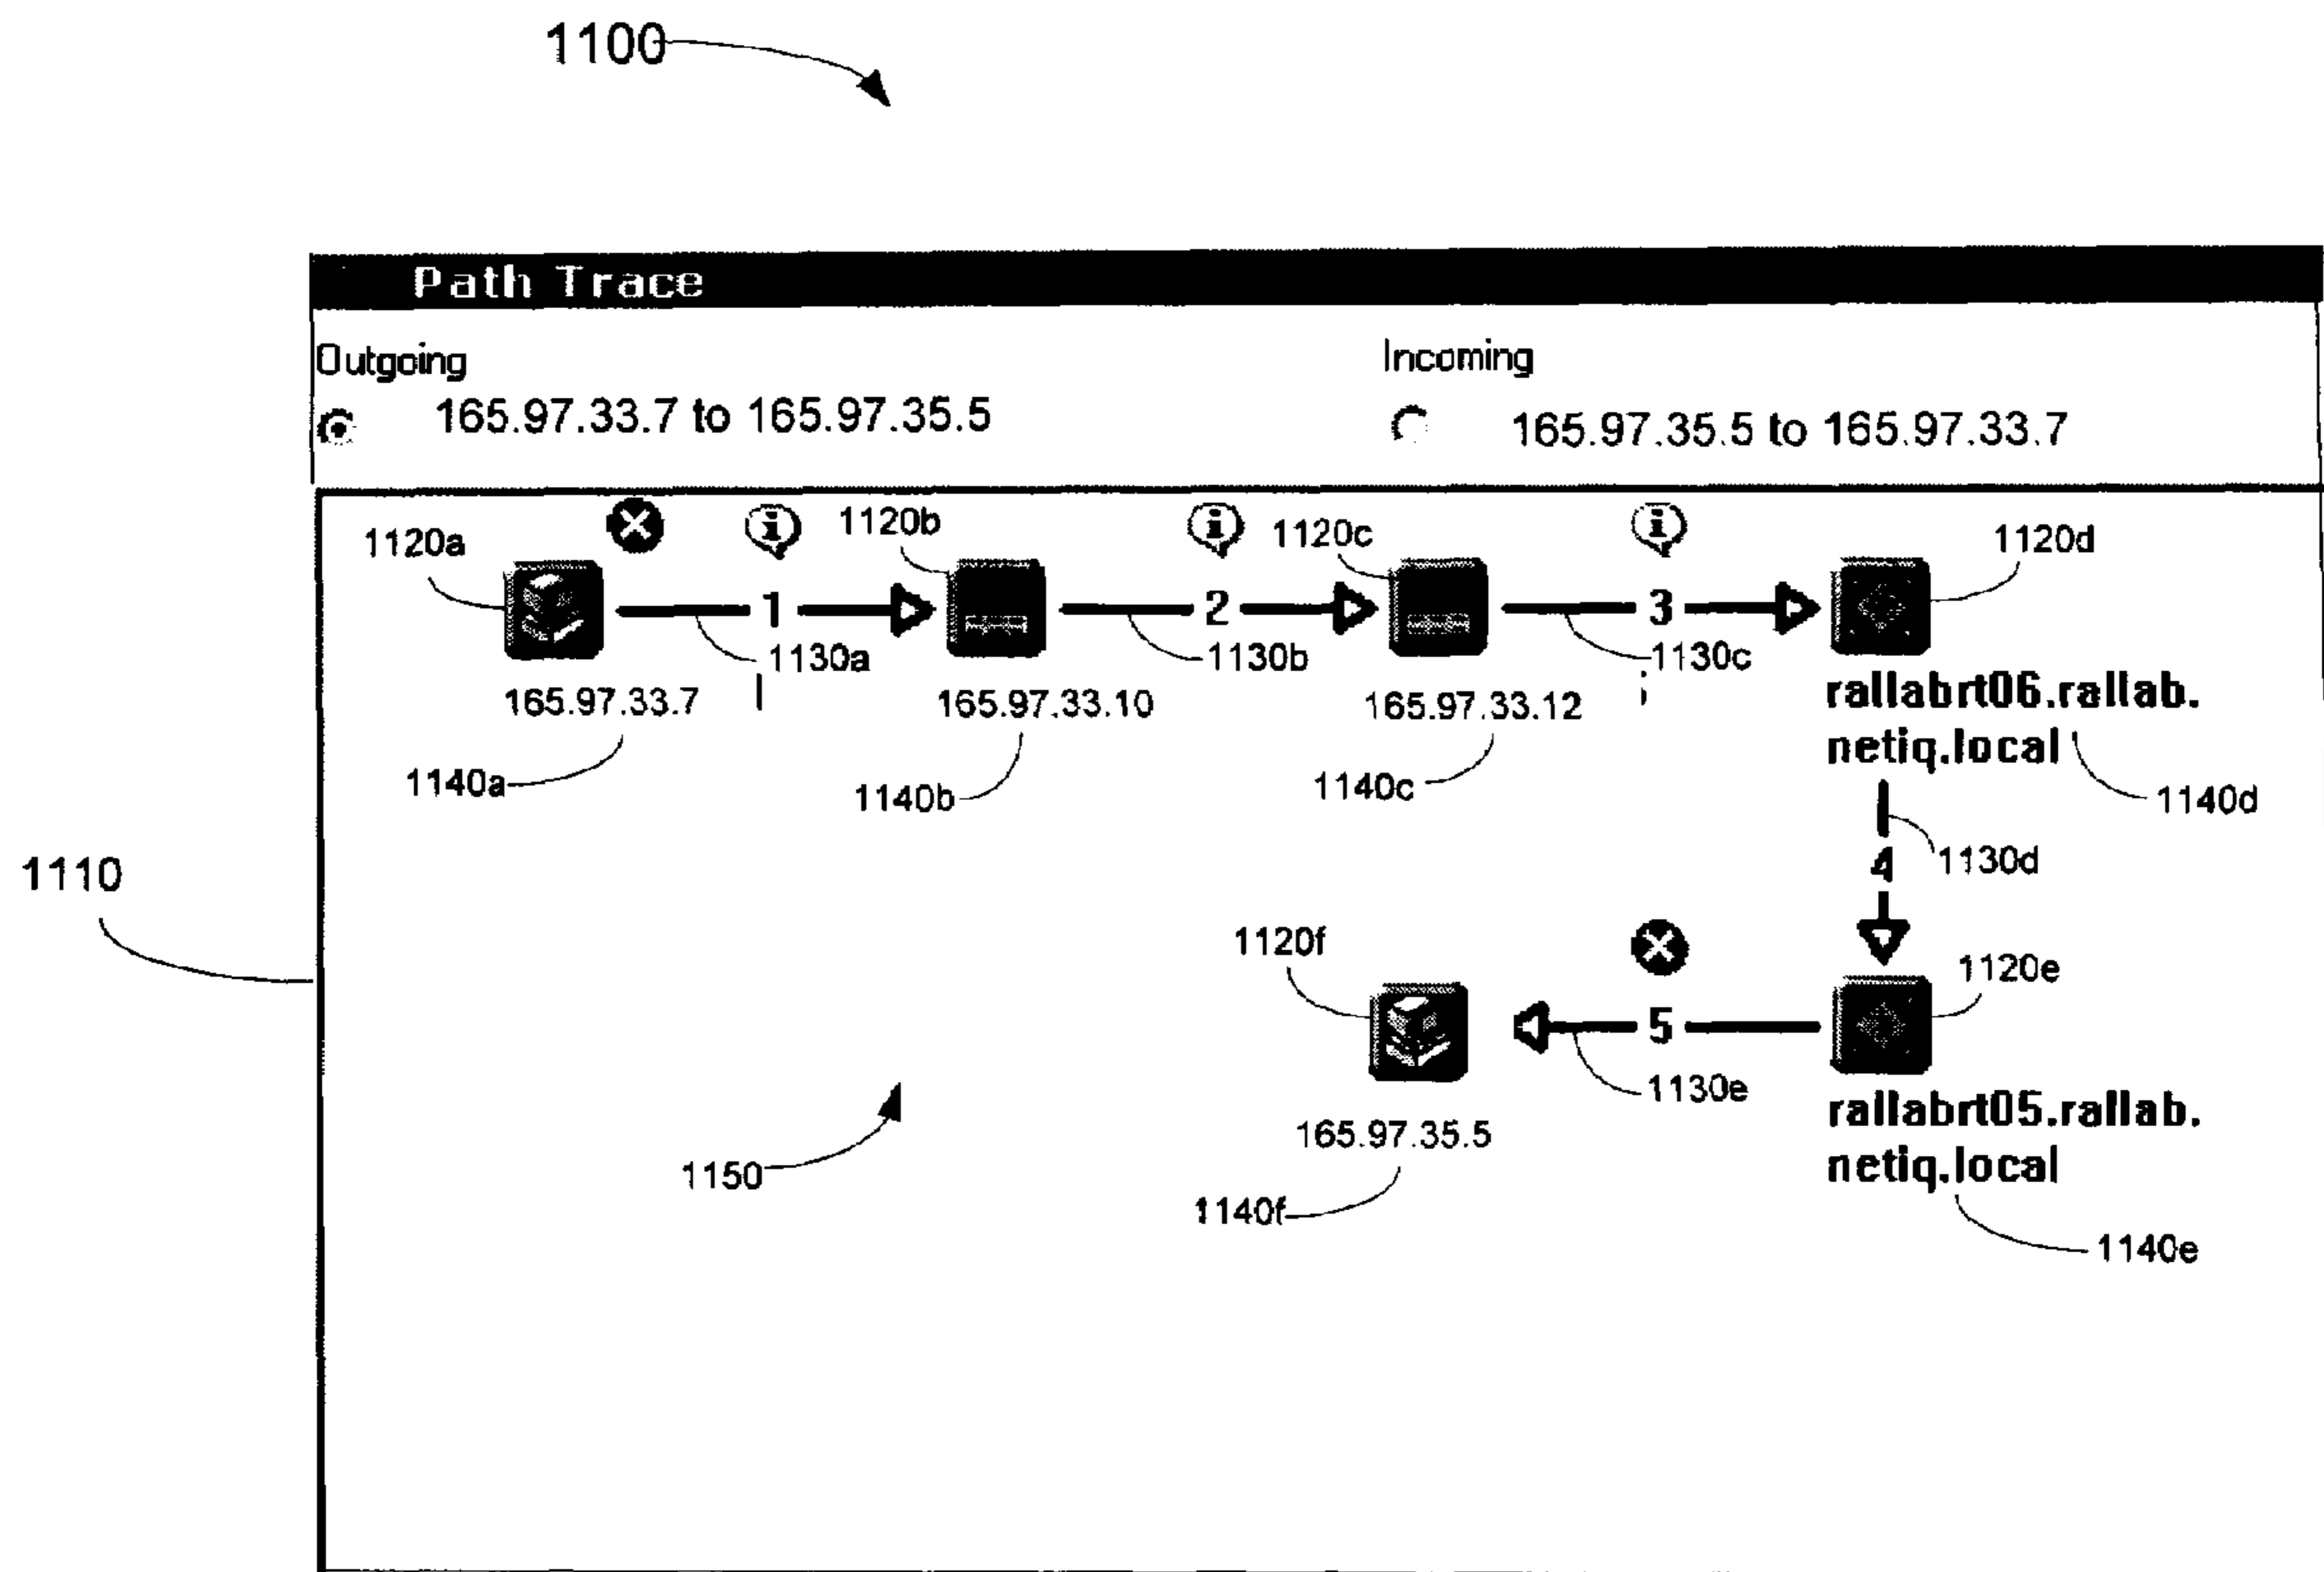 1100
Path Trace
Outgoing
Incoming
165.97.33.7 to 165.97.35.5
165.97.35.5 to 165.97.33.7
1120a
1120b
1120c
1120d
1
2
3
1130a
1130b
1130c
165.97.33.7
165.97.33.10
165.97.33.12
rallabrt06.rallab.
netiq.local
1140a
1140b
1140c
1140d
1130d
4
1110
1120f
1120e
5
1130e
165.97.35.5
rallabrt05.rallab.
netiq.local
1150
1140f
1140e